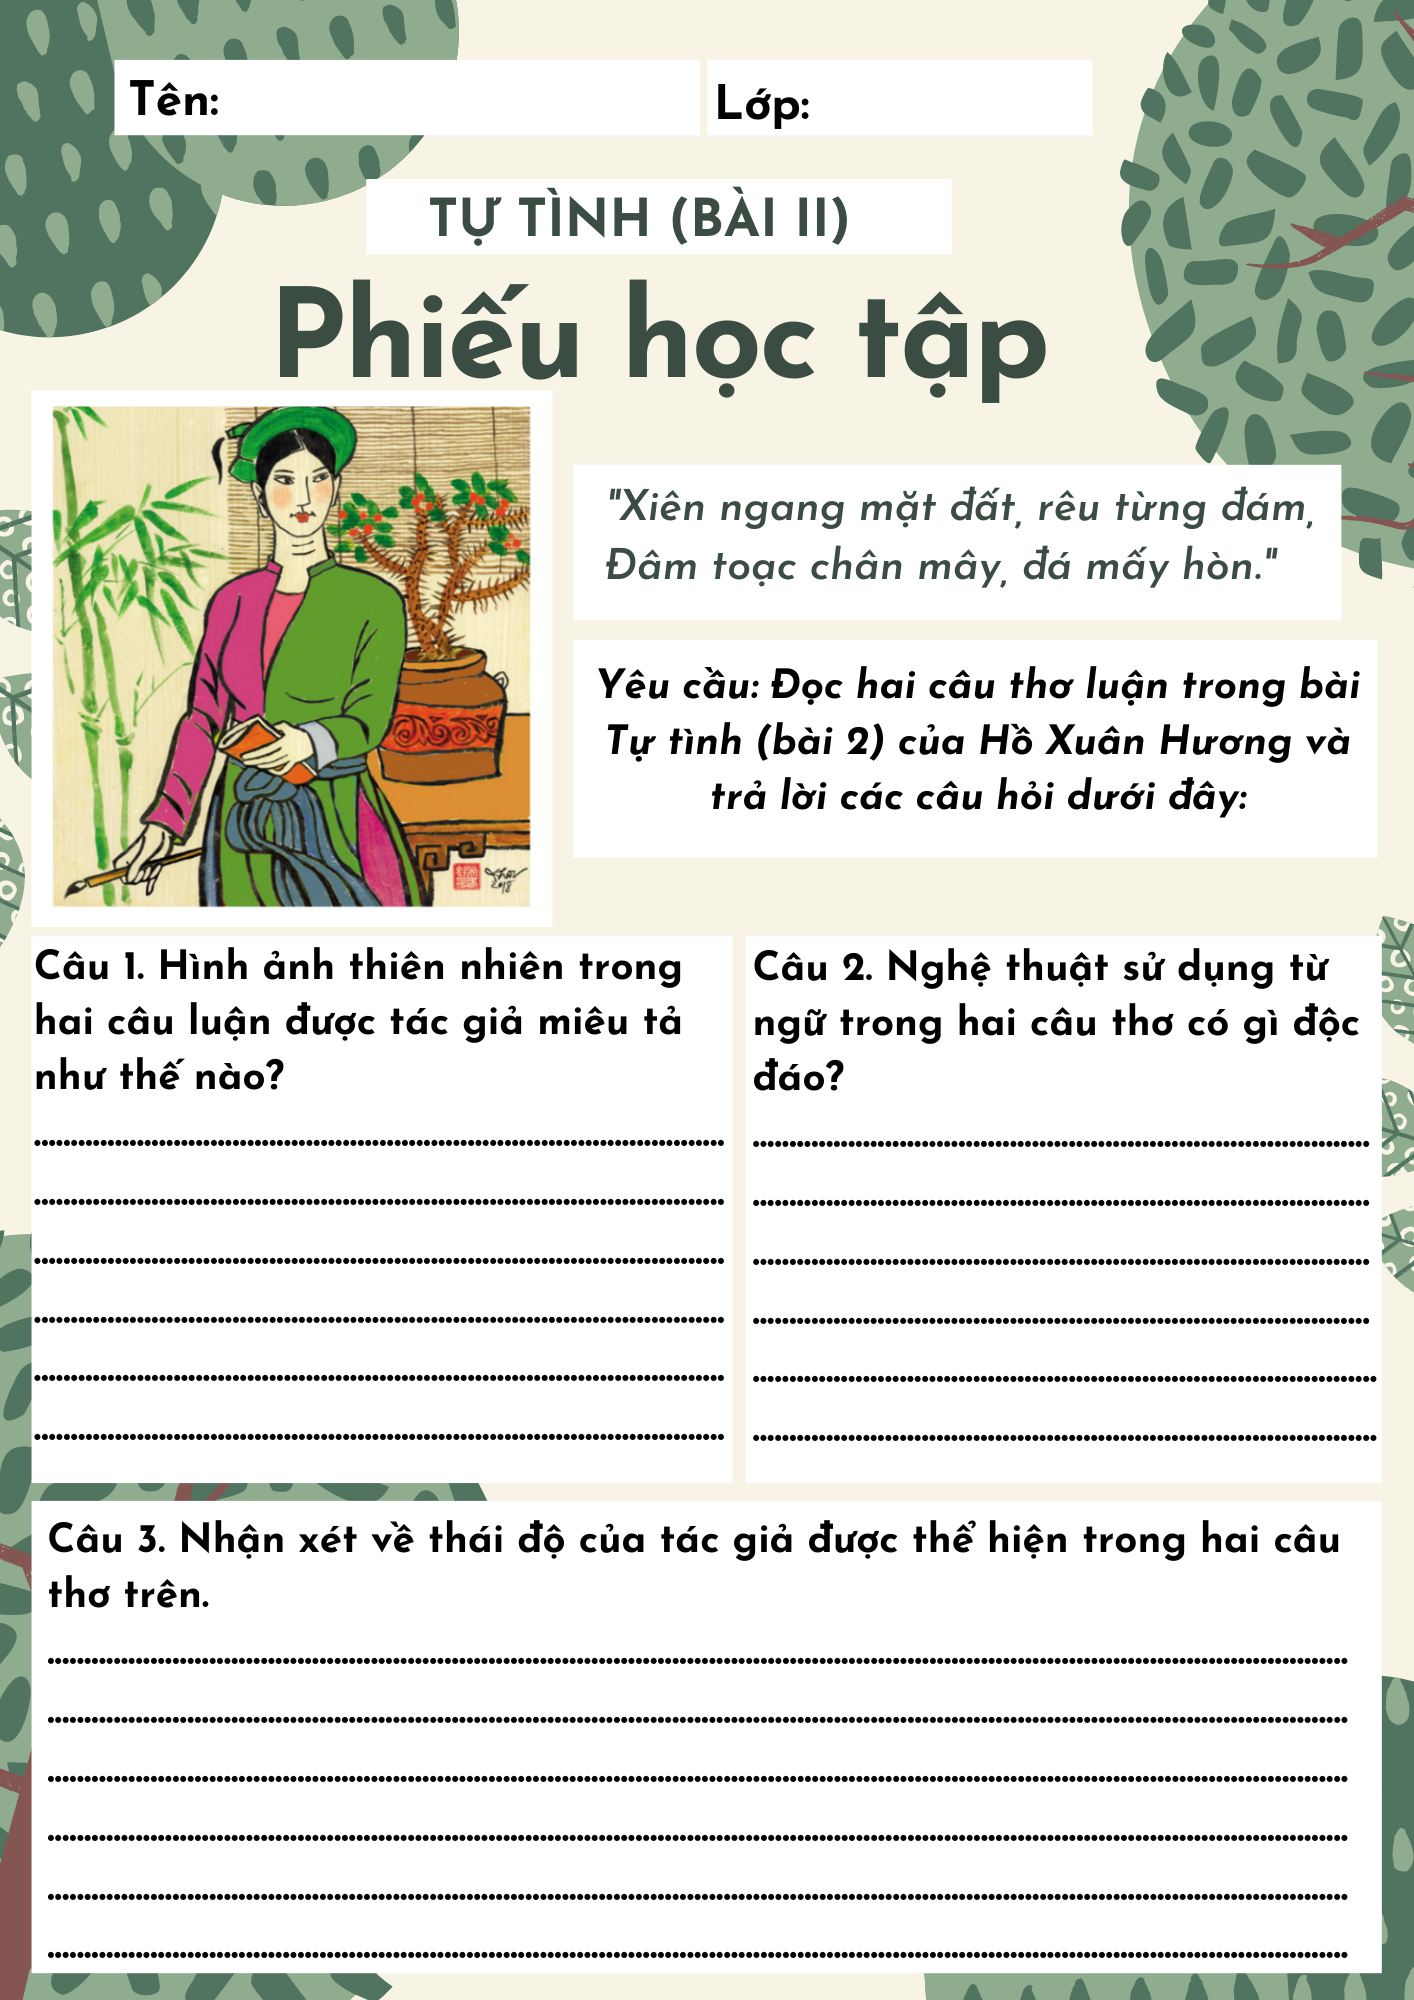 Tên:
Lớp:
TỰ TÌNH (BÀI II)
Phiếu học tập
"Xiên ngang mặt đất, rêu từng đám,
Đâm toạc chân mây, đá mấy hòn."
Yêu cầu: Đọc hai câu thơ luận trong bài
Tự tình (bài 2) của Hồ Xuân Hương và
trả lời các câu hỏi dưới đây:
2018
Câu 1. Hình ảnh thiên nhiên trong
hai câu luận được tác giả miêu tả
như thế nào?
Câu 2. Nghệ thuật sử dụng từ
ngữ trong hai câu thơ có gì độc
đáo?
Câu 3. Nhận xét về thái độ của tác giả được thể hiện trong hai câu
thơ trên.